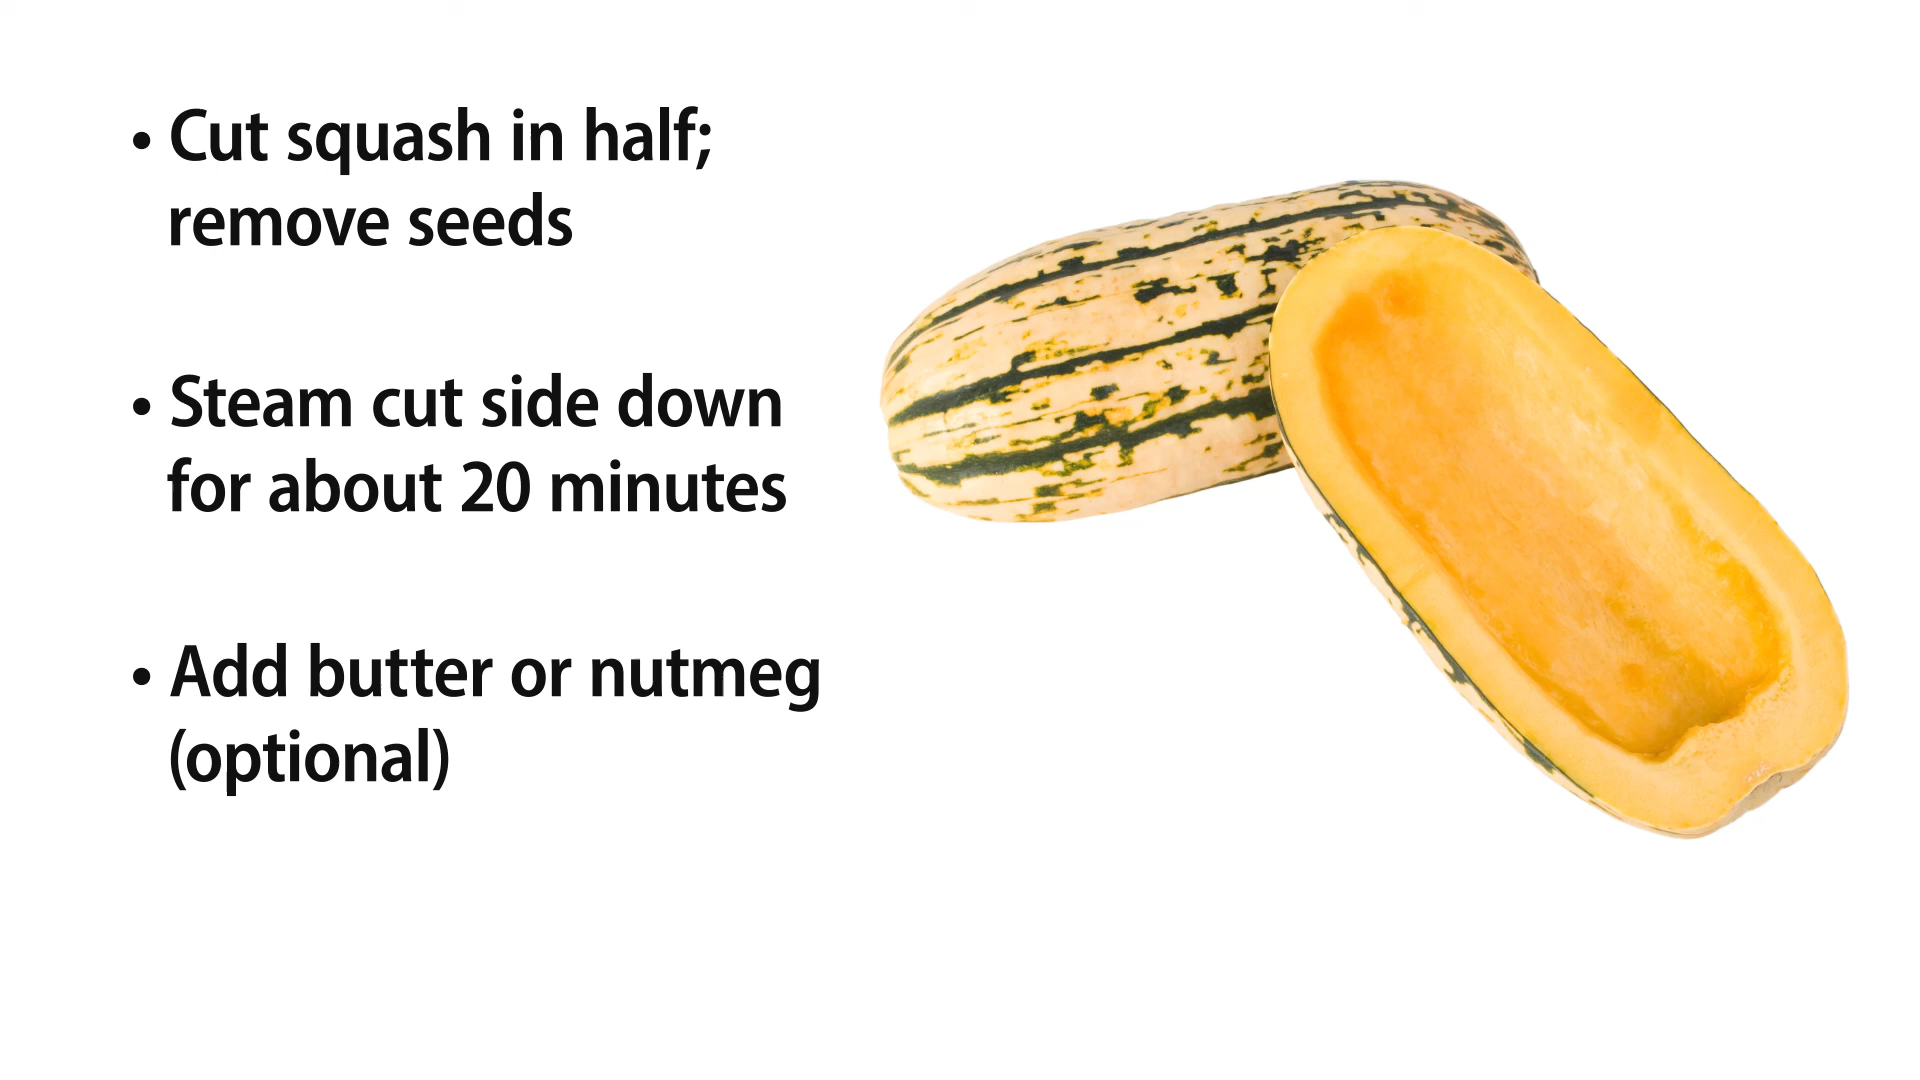 • Cut squash in half;
remove seeds
• Steam cut side down
for about 20 minutes
• Add butter or nutmeg
(optional)